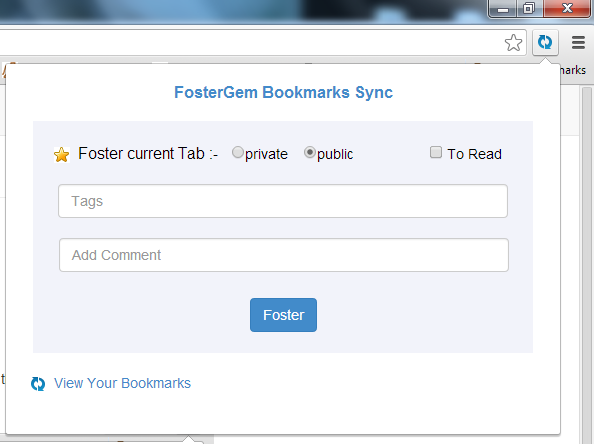 marks
FosterGem Bookmarks Sync
Foster current Tab :- private public To Read
Tags
Add Comment
Foster
t
View Your Bookmarks